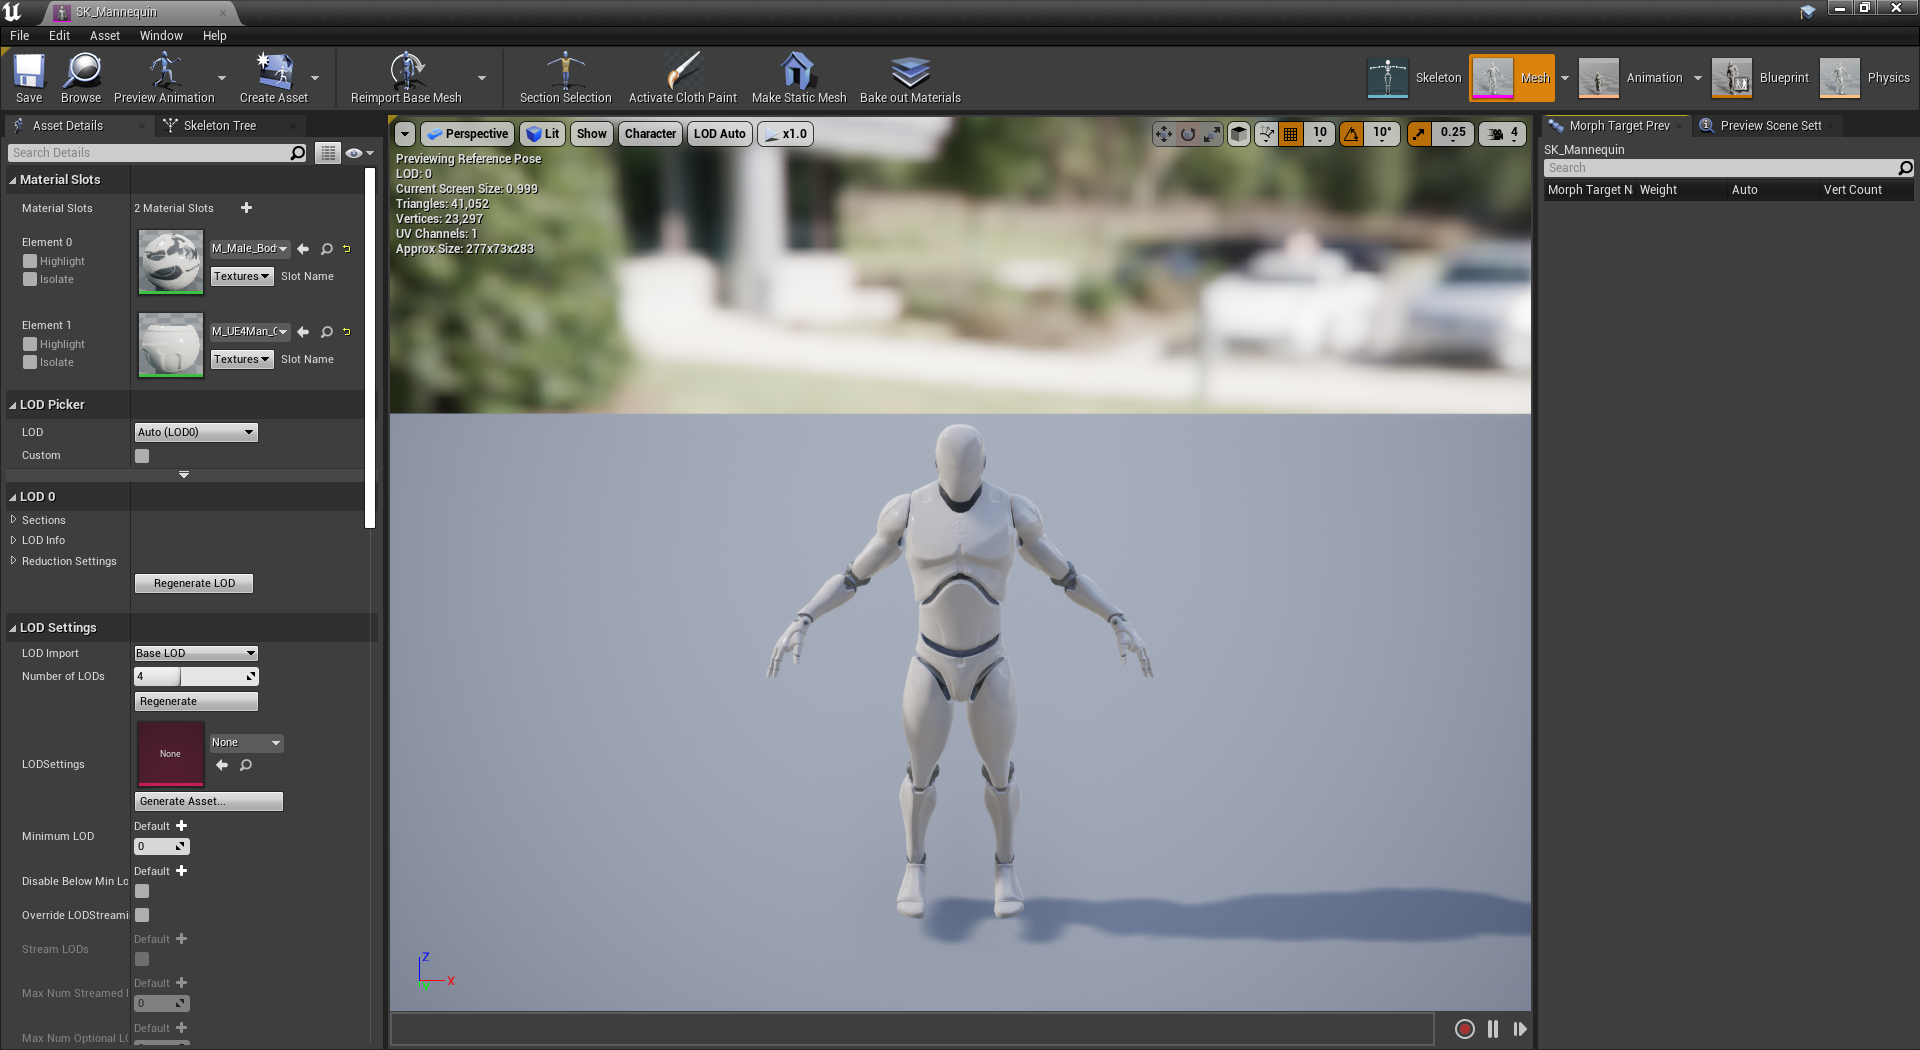 SK_Mannequin
File Edit Asset Window Help
Save Browse Preview Animation Create Asset Reimport Base Mesh Section Selection Activate Cloth Paint Make Static Mesh Bake out Materials Skeleton Mesh Animation Blueprint Physics
Asset Details Skeleton Tree
Search Details
Material Slots
Material Slots 2 Material Slots
Element 0
Highlight
Isolate
M_Male_Bod
Textures Slot Name
Element 1
Highlight
Isolate
M_UE4Man_
Textures Slot Name
LOD Picker
LOD Auto (LOD0)
Custom
LOD 0
Sections
LOD Info
Reduction Settings
Regenerate LOD
LOD Settings
LOD Import Base LOD
Number of LODs 4
Regenerate
LODSettings
None
None
Generate Asset...
Minimum LOD
Default
0
Disable Below Min Lo
Default
Override LODStreami
Stream LODs
Default
Max Num Streamed
Default
0
Max Num Optional L
Default
Perspective Lit Show Character LOD Auto x1.0 10 10° 0.25 4
Previewing Reference Pose
LOD: 0
Current Screen Size: 0.999
Triangles: 41,052
Vertices: 23,297
UV Channels: 1
Approx Size: 277x73x283
Z
X
Y
Morph Target Prev Preview Scene Sett
SK_Mannequin
Search
Morph Target N Weight Auto Vert Count